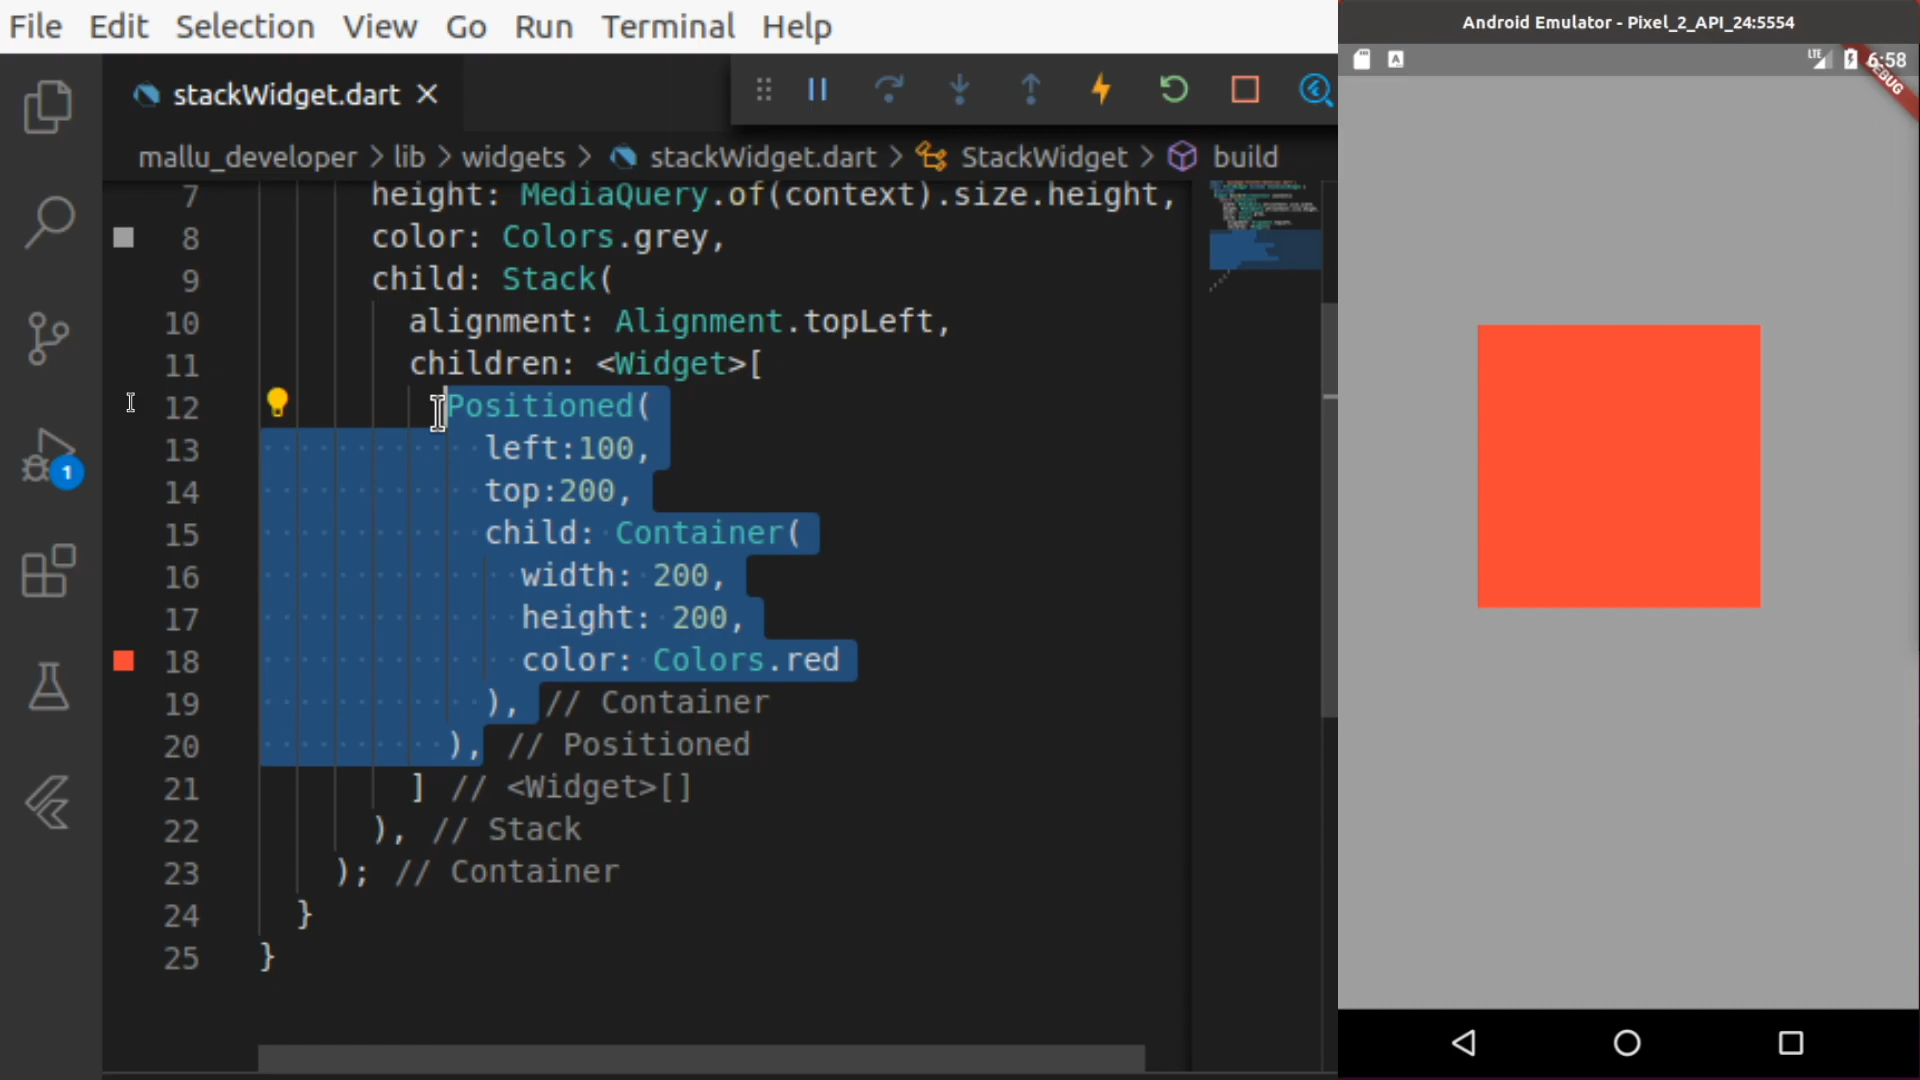 File Edit Selection View Go Run Terminal Help
Android Emulator - Pixel_2_API_24:5554
stackWidget.dart
LTE 6:58
DEBUG
mallu_developer > lib > widgets > stackWidget.dart > StackWidget > build
7 height: MediaQuery.of(context).size.height,
8 color: Colors.grey,
9 child: Stack(
10 alignment: Alignment.topLeft,
11 children: <Widget>[
12 Positioned(
13 left:100,
14 top:200,
15 child: Container(
16 width: 200,
17 height: 200,
18 color: Colors.red
19 ), // Container
20 ), // Positioned
21 ] // <Widget>[]
22 ), // Stack
23 ); // Container
24 }
25 }
1
A